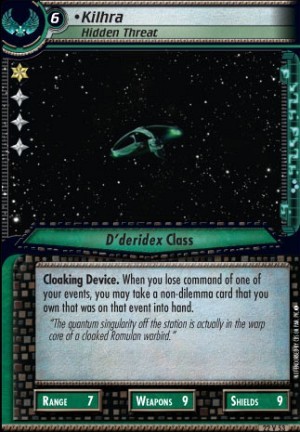 6
•Kilhra
Hidden Threat
D'deridex Class
Cloaking Device. When you lose command of one of
your events, you may take a non-dilemma card that you
own that was on that event into hand.
"The quantum singularity off the station is actually in the warp
core of a cloaked Romulan warbird."
RANGE 7 WEAPONS 9 SHIELDS 9